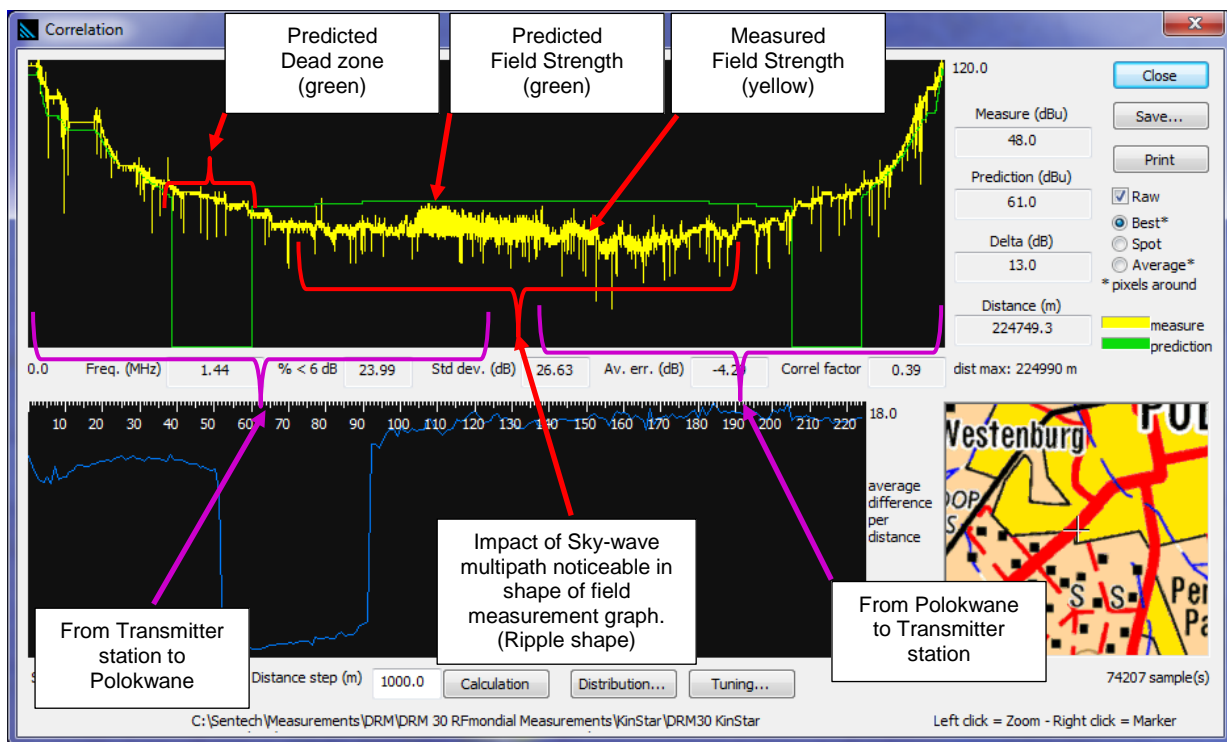 Correlation
Predicted
Dead zone
(green)
Predicted
Field Strength
(green)
Measured
Field Strength
(yellow)
120.0
Close
Measure (dBu)
48.0
Save...
Print
Prediction (dBu)
61.0
Raw
Best*
Spot
Average*
* pixels around
Delta (dB)
13.0
Distance (m)
224749.3
measure
prediction
0.0 Freq. (MHz) 1.44 % < 6 dB 23.99 Std dev. (dB) 26.63 Av. err. (dB) Correl factor 0.39 dist max: 224990 m
10 20 30 40 50 60 70 80 90 100 110 120 130 140 150 160 170 180 190 200 210 220
18.0
average
difference
per
distance
Westenburg
S
S
S
Impact of Sky-wave
multipath noticeable in
shape of field
measurement graph.
(Ripple shape)
From Transmitter
station to
Polokwane
From Polokwane
to Transmitter
station
Distance step (m) 1000.0 Calculation Distribution... Tuning... 74207 sample(s)
C:\Sentech\Measurements\DRM\DRM 30 RFmondial Measurements\KinStar\DRM30 KinStar Left click = Zoom - Right click = Marker